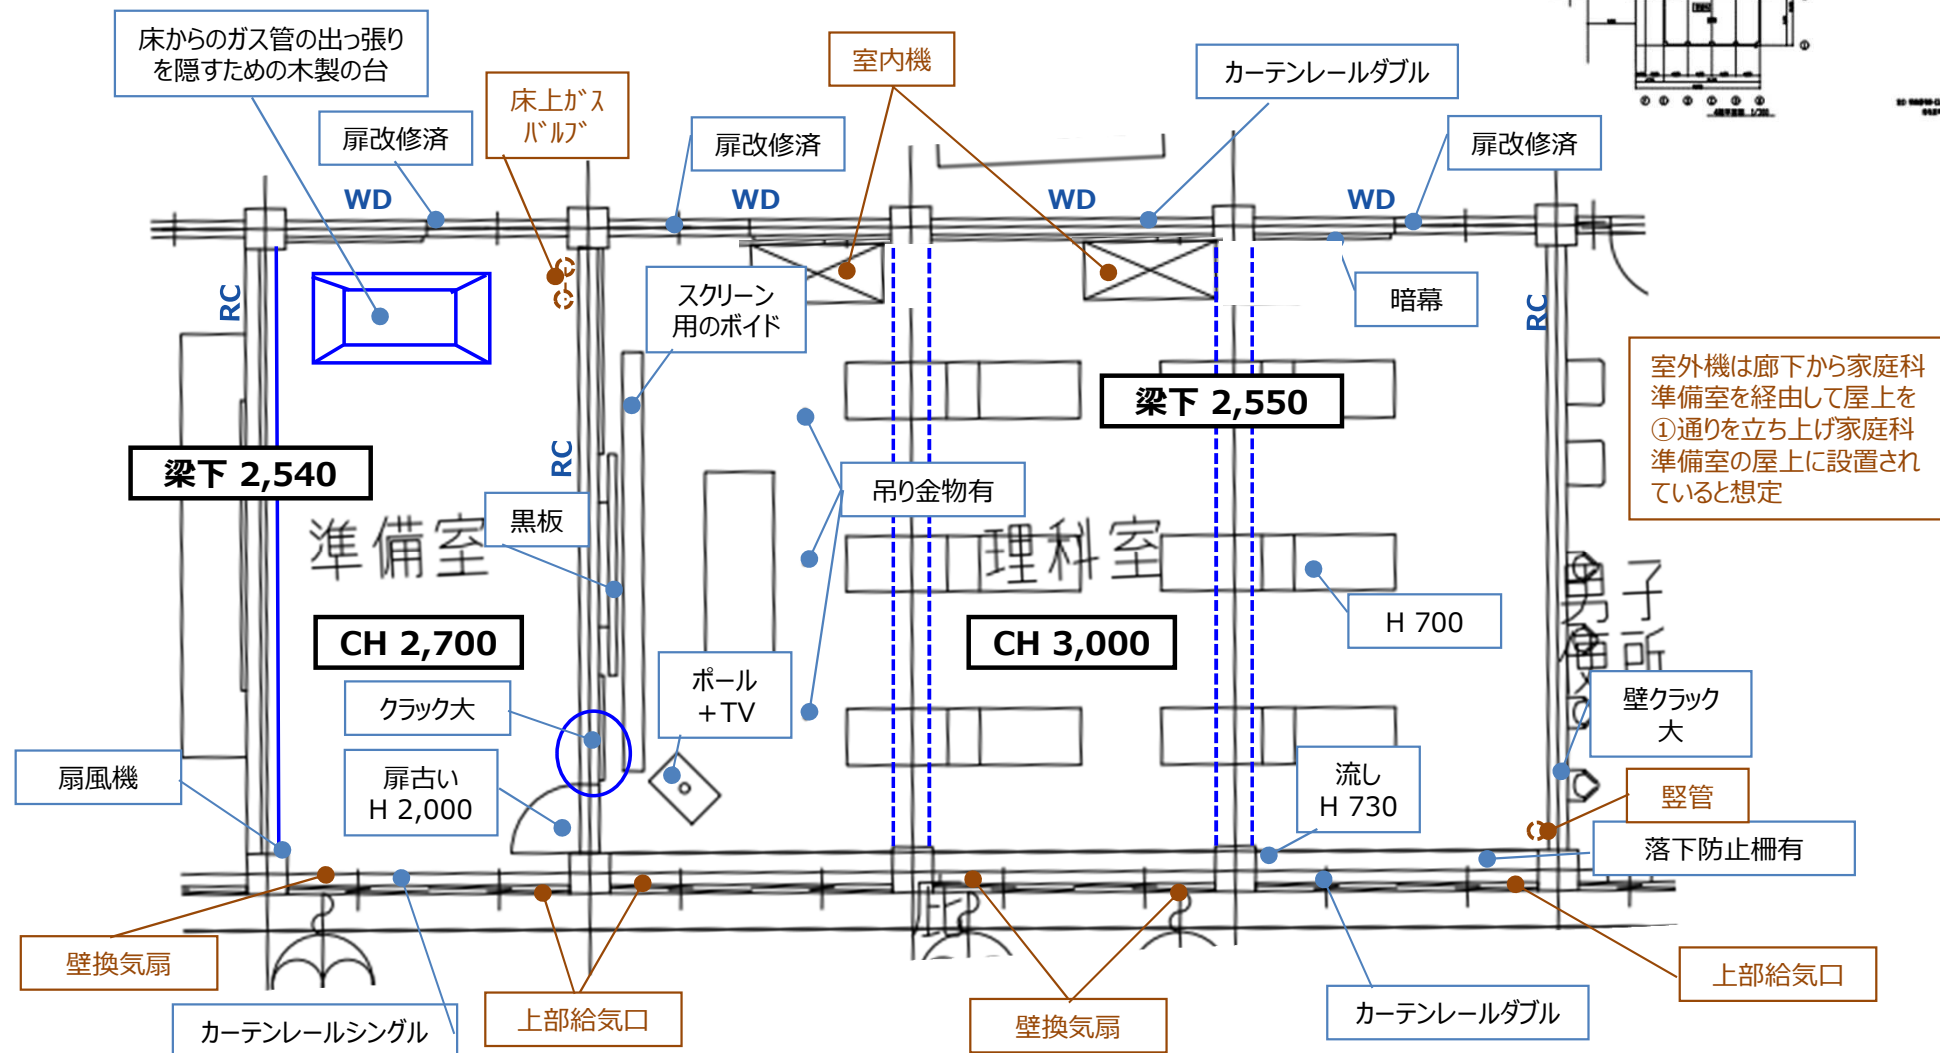 床からのガス管の出っ張り
を隠すための木製の台
室内機
カーテンレールダブル
床上ガス
バルブ
扉改修済
扉改修済
扉改修済
WD
WD
WD
WD
RC
スクリーン
用のボイド
暗幕
RC
室外機は廊下から家庭科
準備室を経由して屋上を
①通りを立ち上げ家庭科
準備室の屋上に設置され
ていると想定
梁下 2,550
梁下 2,540
RC
吊り金物有
黒板
準備室
理科室
男子
便所
H 700
CH 2,700
CH 3,000
クラック大
ポール
+TV
壁クラック
大
扇風機
扉古い
H 2,000
流し
H 730
竪管
落下防止柵有
壁換気扇
上部給気口
カーテンレールシングル
上部給気口
壁換気扇
カーテンレールダブル